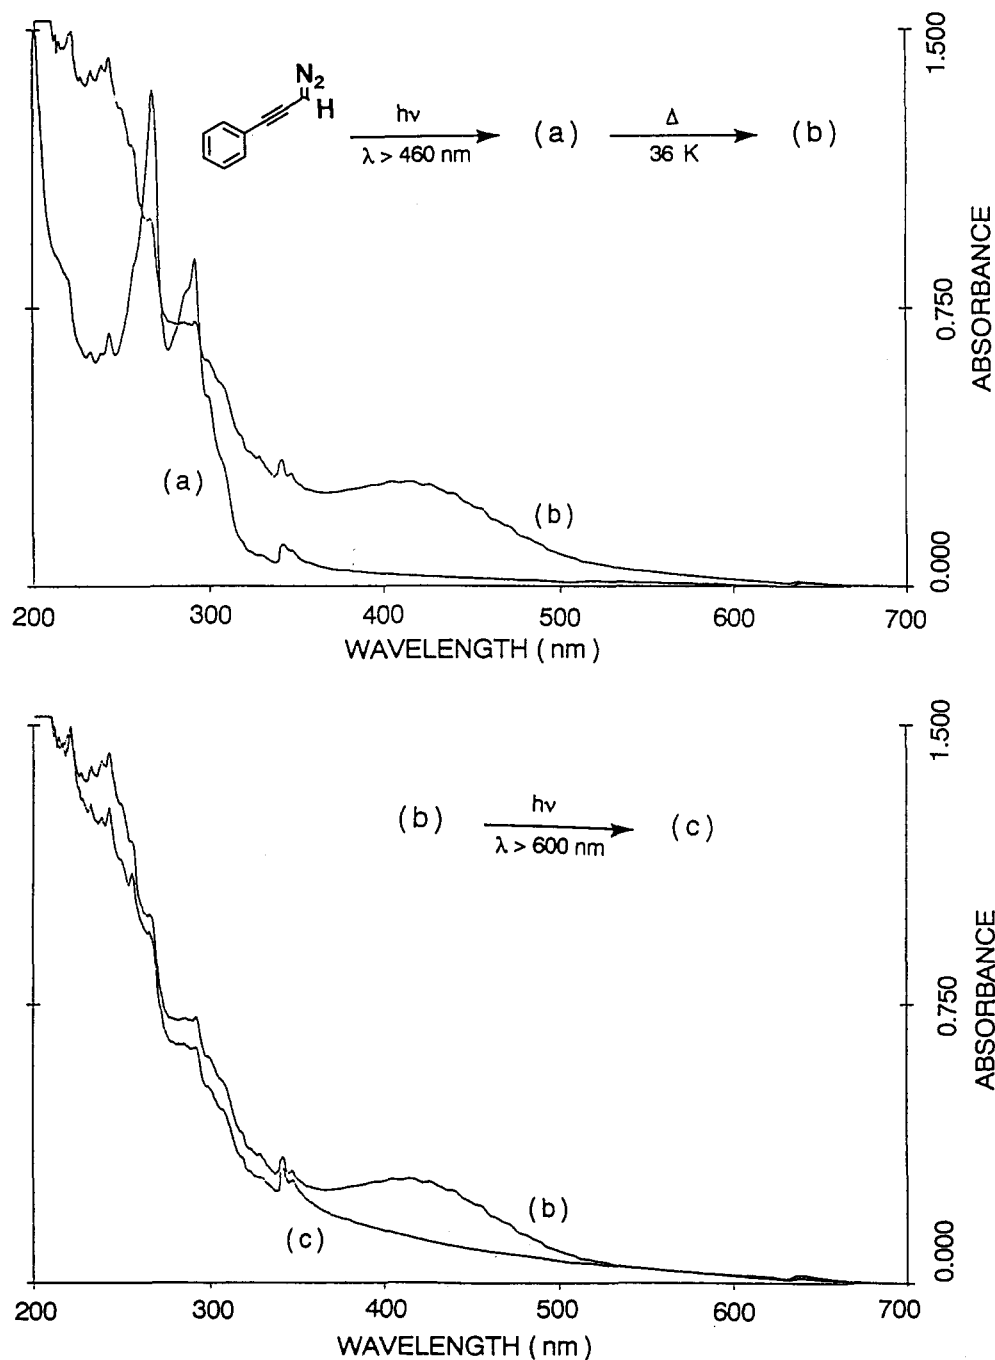 1.500
N2
H
hν
λ > 460 nm
(a)
Δ
36 K
(b)
0.750
ABSORBANCE
(a)
(b)
0.000
200 300 400 500 600 700
WAVELENGTH ( nm )
1.500
(b)
hν
λ > 600 nm
(c)
0.750
ABSORBANCE
(b)
(c)
0.000
200 300 400 500 600 700
WAVELENGTH ( nm )